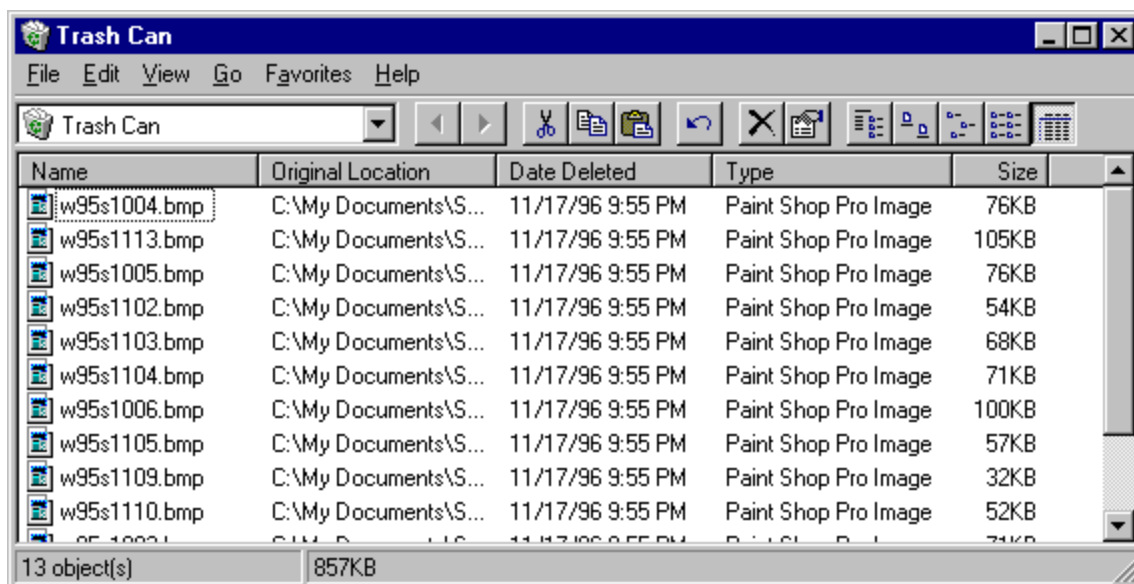 Trash Can
File Edit View Go Favorites Help
Trash Can
Name Original Location Date Deleted Type Size
w95s1004.bmp C:\My Documents\S... 11/17/96 9:55 PM Paint Shop Pro Image 76KB
w95s1113.bmp C:\My Documents\S... 11/17/96 9:55 PM Paint Shop Pro Image 105KB
w95s1005.bmp C:\My Documents\S... 11/17/96 9:55 PM Paint Shop Pro Image 76KB
w95s1102.bmp C:\My Documents\S... 11/17/96 9:55 PM Paint Shop Pro Image 54KB
w95s1103.bmp C:\My Documents\S... 11/17/96 9:55 PM Paint Shop Pro Image 68KB
w95s1104.bmp C:\My Documents\S... 11/17/96 9:55 PM Paint Shop Pro Image 71KB
w95s1006.bmp C:\My Documents\S... 11/17/96 9:55 PM Paint Shop Pro Image 100KB
w95s1105.bmp C:\My Documents\S... 11/17/96 9:55 PM Paint Shop Pro Image 57KB
w95s1109.bmp C:\My Documents\S... 11/17/96 9:55 PM Paint Shop Pro Image 32KB
w95s1110.bmp C:\My Documents\S... 11/17/96 9:55 PM Paint Shop Pro Image 52KB
13 object(s) 857KB